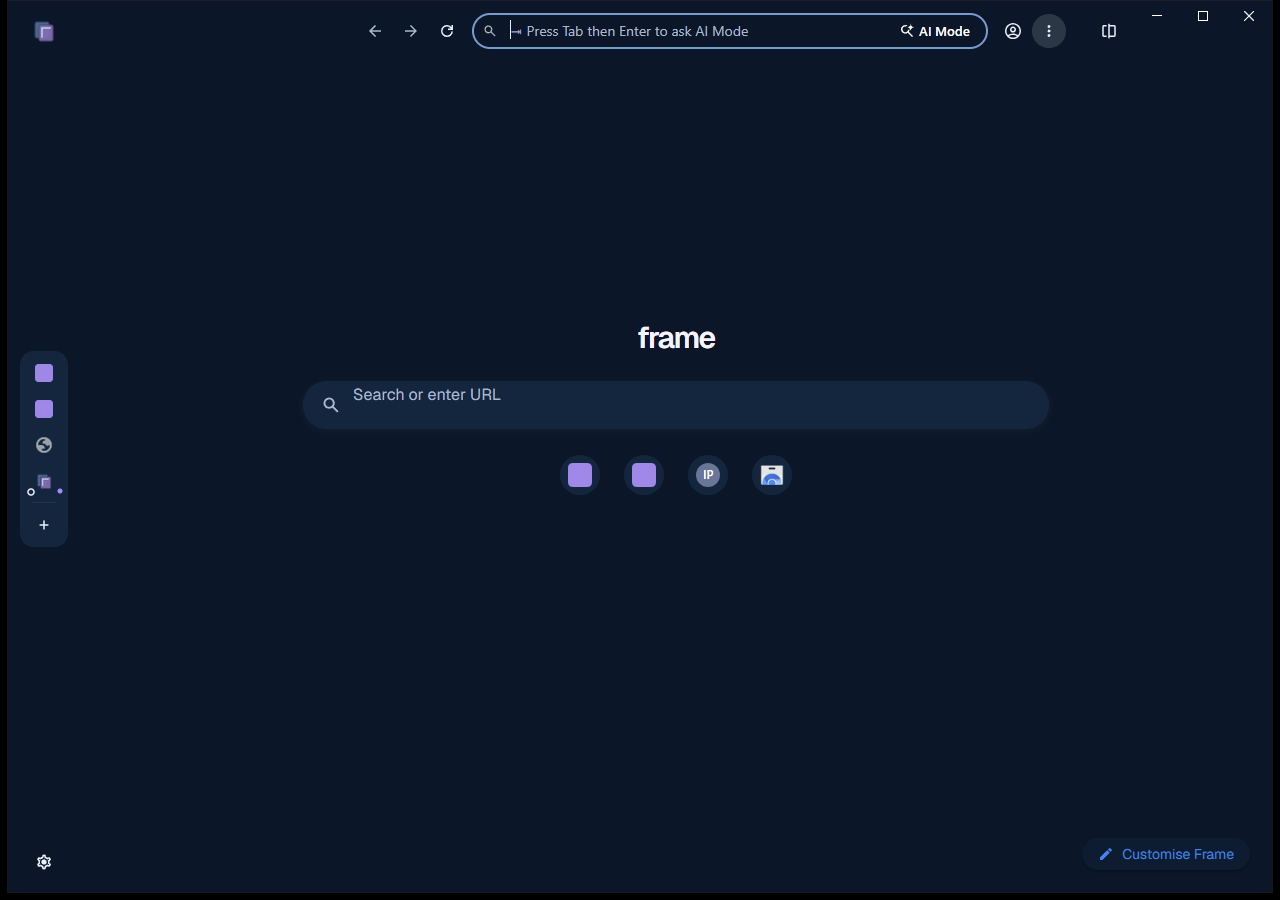 Press Tab then Enter to ask AI Mode
AI Mode
frame
Search or enter URL
IP
Customise Frame